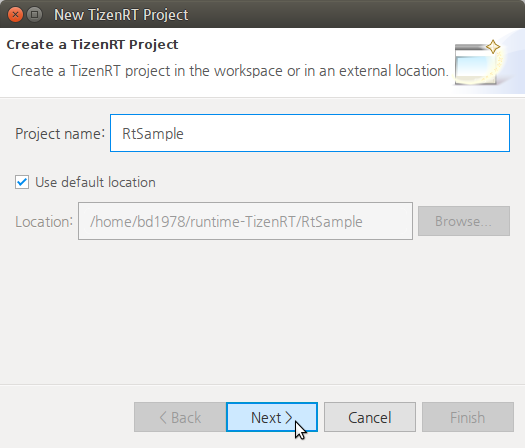 New TizenRT Project
Create a TizenRT Project
Create a TizenRT project in the workspace or in an external location.
Project name: RtSample
Use default location
Location: /home/bd1978/runtime-TizenRT/RtSample Browse...
< Back Next > Cancel Finish